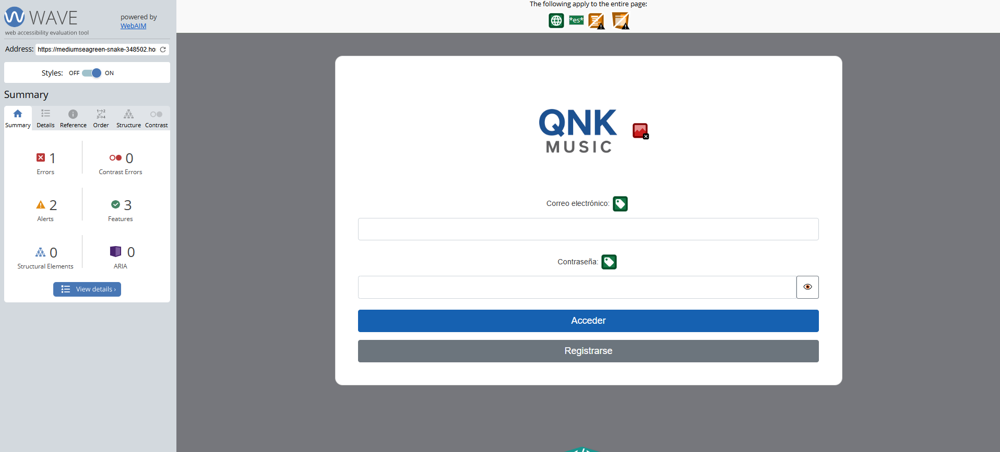 WAVE
web accessibility evaluation tool
powered by
WebAIM
Address: https://mediumseagreen-snake-348502.ho
Styles: OFF ON
Summary
Summary Details Reference Order Structure Contrast
1 Errors
0 Contrast Errors
2 Alerts
3 Features
0 Structural Elements
0 ARIA
View details ›
The following apply to the entire page:
*es*
QNK
MUSIC
Correo electrónico:
Contraseña:
Acceder
Registrarse